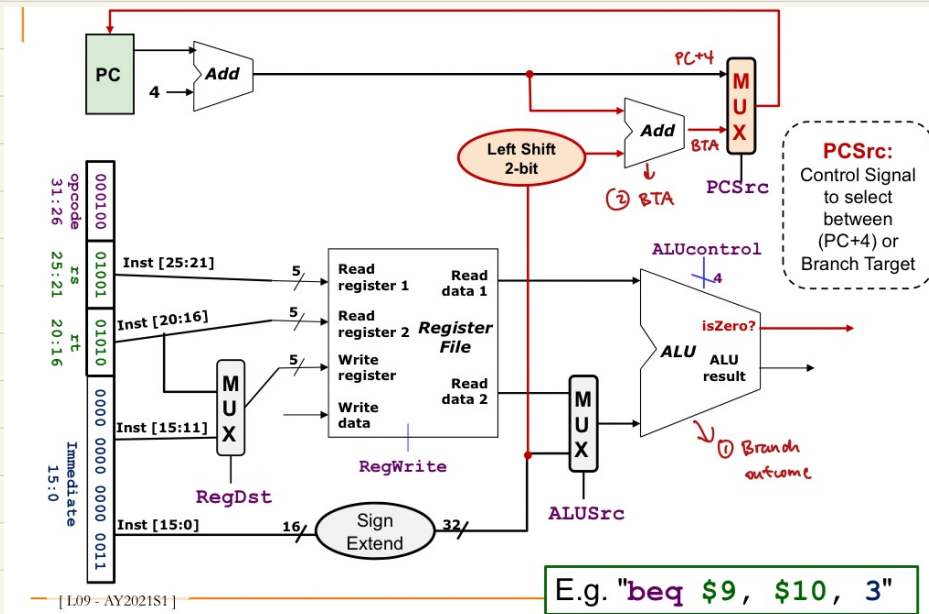 PC
4
Add
PC+4
MUX
Left Shift
2-bit
Add
BTA
② BTA
PCSrc
PCSrc:
Control Signal
to select
between
(PC+4) or
Branch Target
opcode
31:26
000100
rs
25:21
01001
rt
20:16
01010
Immediate
15:0
0000 0000 0000 0011
Inst [25:21]
5
Inst [20:16]
5
5
MUX
Inst [15:11]
RegDst
Inst [15:0]
16
Sign
Extend
32
Read
register 1
Read
register 2
Write
register
Write
data
Register
File
Read
data 1
Read
data 2
RegWrite
MUX
ALUSrc
ALUcontrol
4
isZero?
ALU
ALU
result
① Branch
outcome
[ L09 - AY2021S1 ]
E.g. "beq $9, $10, 3"